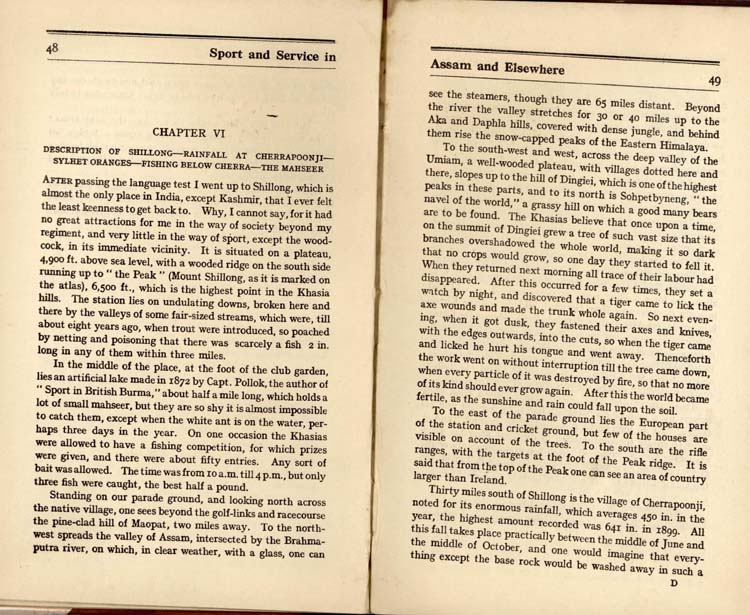 48
Sport and Service in
CHAPTER VI
DESCRIPTION OF SHILLONG—RAINFALL AT CHERRAPOONJI—
SYLHET ORANGES—FISHING BELOW CHERRA—THE MAHSEER
AFTER passing the language test I went up to Shillong, which is
almost the only place in India, except Kashmir, that I ever felt
the least keenness to get back to. Why, I cannot say, for it had
no great attractions for me in the way of society beyond my
regiment, and very little in the way of sport, except the wood-
cock, in its immediate vicinity. It is situated on a plateau,
4,900 ft. above sea level, with a wooded ridge on the south side
running up to " the Peak " (Mount Shillong, as it is marked on
the atlas), 6,500 ft., which is the highest point in the Khasia
hills. The station lies on undulating downs, broken here and
there by the valleys of some fair-sized streams, which were, till
about eight years ago, when trout were introduced, so poached
by netting and poisoning that there was scarcely a fish 2 in.
long in any of them within three miles.
In the middle of the place, at the foot of the club garden,
lies an artificial lake made in 1872 by Capt. Pollok, the author of
" Sport in British Burma," about half a mile long, which holds a
lot of small mahseer, but they are so shy it is almost impossible
to catch them, except when the white ant is on the water, per-
haps three days in the year. On one occasion the Khasias
were allowed to have a fishing competition, for which prizes
were given, and there were about fifty entries. Any sort of
bait was allowed. The time was from 10 a.m. till 4 p.m., but only
three fish were caught, the best half a pound.
Standing on our parade ground, and looking north across
the native village, one sees beyond the golf-links and racecourse
the pine-clad hill of Maopat, two miles away. To the north-
west spreads the valley of Assam, intersected by the Brahma-
putra river, on which, in clear weather, with a glass, one can
Assam and Elsewhere
49
see the steamers, though they are 65 miles distant. Beyond
the river the valley stretches for 30 or 40 miles up to the
Aka and Daphla hills, covered with dense jungle, and behind
them rise the snow-capped peaks of the Eastern Himalaya.
To the south-west and west, across the deep valley of the
Umiam, a well-wooded plateau, with villages dotted here and
there, slopes up to the hill of Dingiei, which is one of the highest
peaks in these parts, and to its north is Sohpetbyneng, " the
navel of the world," a grassy hill on which a good many bears
are to be found. The Khasias believe that once upon a time,
on the summit of Dingiei grew a tree of such vast size that its
branches overshadowed the whole world, making it so dark
that no crops would grow, so one day they started to fell it.
When they returned next morning all trace of their labour had
disappeared. After this occurred for a few times, they set a
watch by night, and discovered that a tiger came to lick the
axe wounds and made the trunk whole again. So next even-
ing, when it got dusk, they fastened their axes and knives,
with the edges outwards, into the cuts, so when the tiger came
and licked he hurt his tongue and went away. Thenceforth
the work went on without interruption till the tree came down,
when every particle of it was destroyed by fire, so that no more
of its kind should ever grow again. After this the world became
fertile, as the sunshine and rain could fall upon the soil.
To the east of the parade ground lies the European part
of the station and cricket ground, but few of the houses are
visible on account of the trees. To the south are the rifle
ranges, with the targets at the foot of the Peak ridge. It is
said that from the top of the Peak one can see an area of country
larger than Ireland.
Thirty miles south of Shillong is the village of Cherrapoonji,
noted for its enormous rainfall, which averages 450 in. in the
year, the highest amount recorded was 641 in. in 1899. All
this fall takes place practically between the middle of June and
the middle of October, and one would imagine that every-
thing except the base rock would be washed away in such a
D